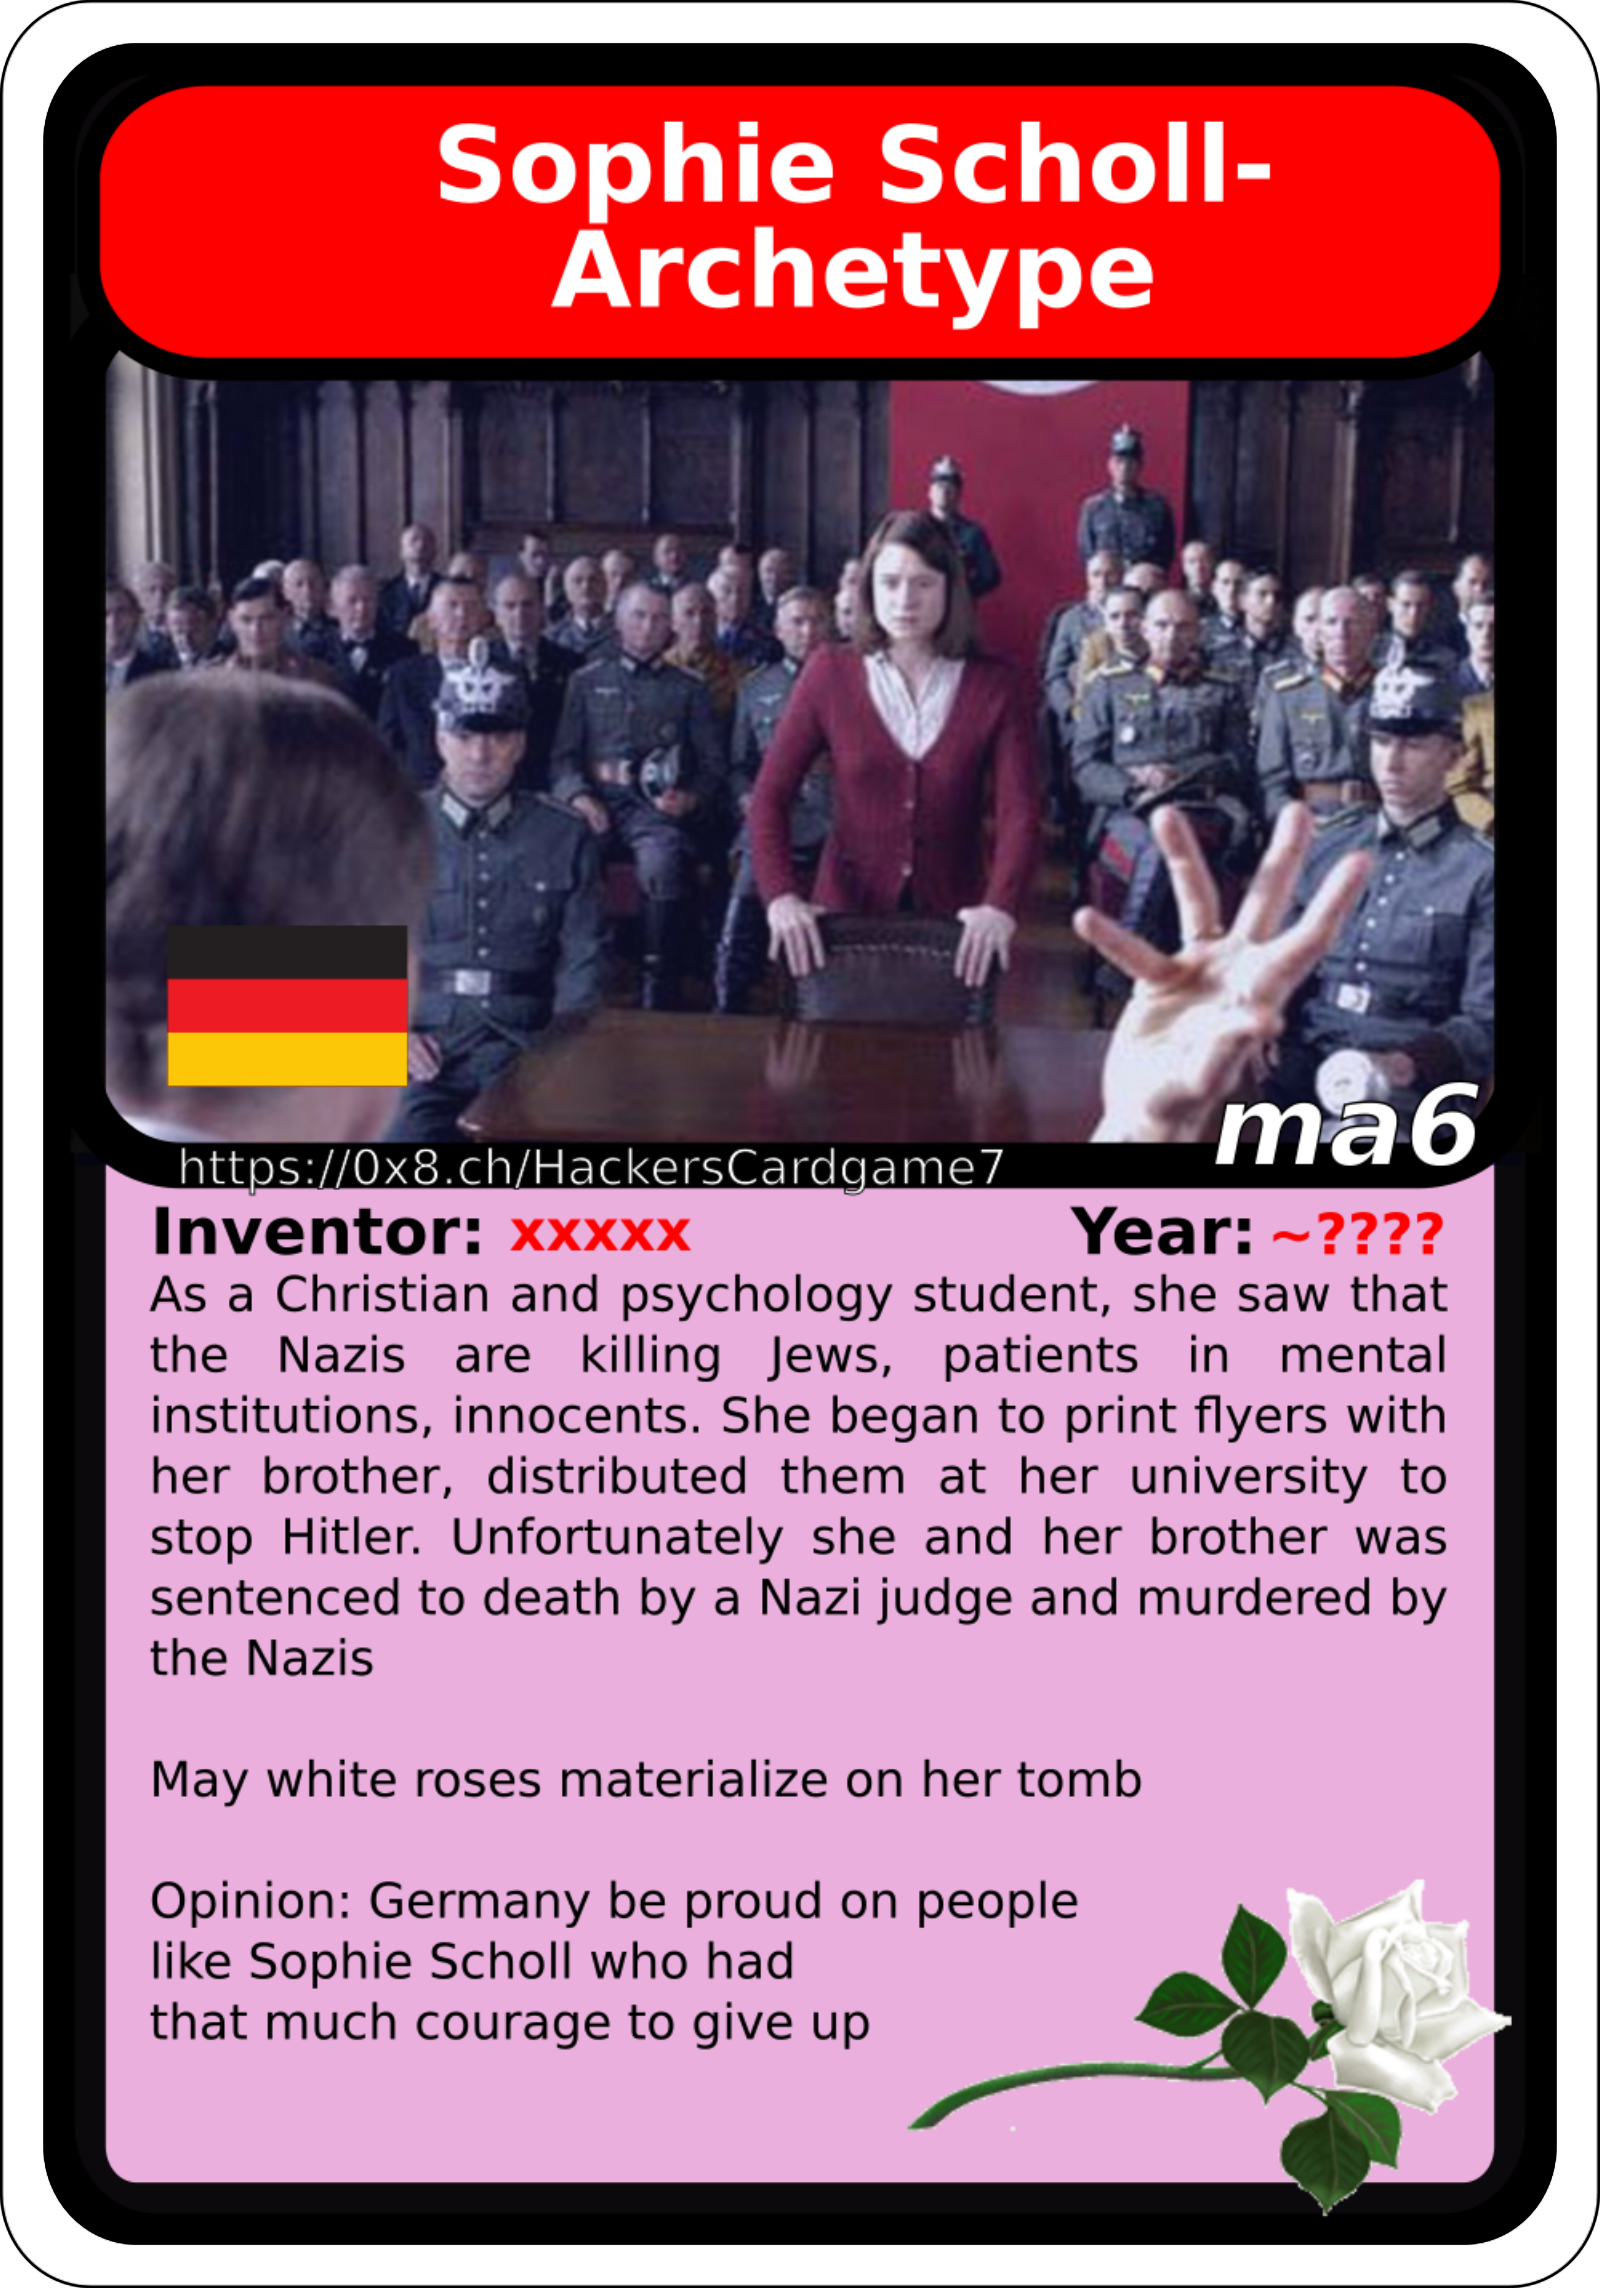 Sophie Scholl-
Archetype
ma6
https://0x8.ch/HackersCardgame7
Inventor: xxxxx Year: ~????
As a Christian and psychology student, she saw that
the Nazis are killing Jews, patients in mental
institutions, innocents. She began to print flyers with
her brother, distributed them at her university to
stop Hitler. Unfortunately she and her brother was
sentenced to death by a Nazi judge and murdered by
the Nazis
May white roses materialize on her tomb
Opinion: Germany be proud on people
like Sophie Scholl who had
that much courage to give up